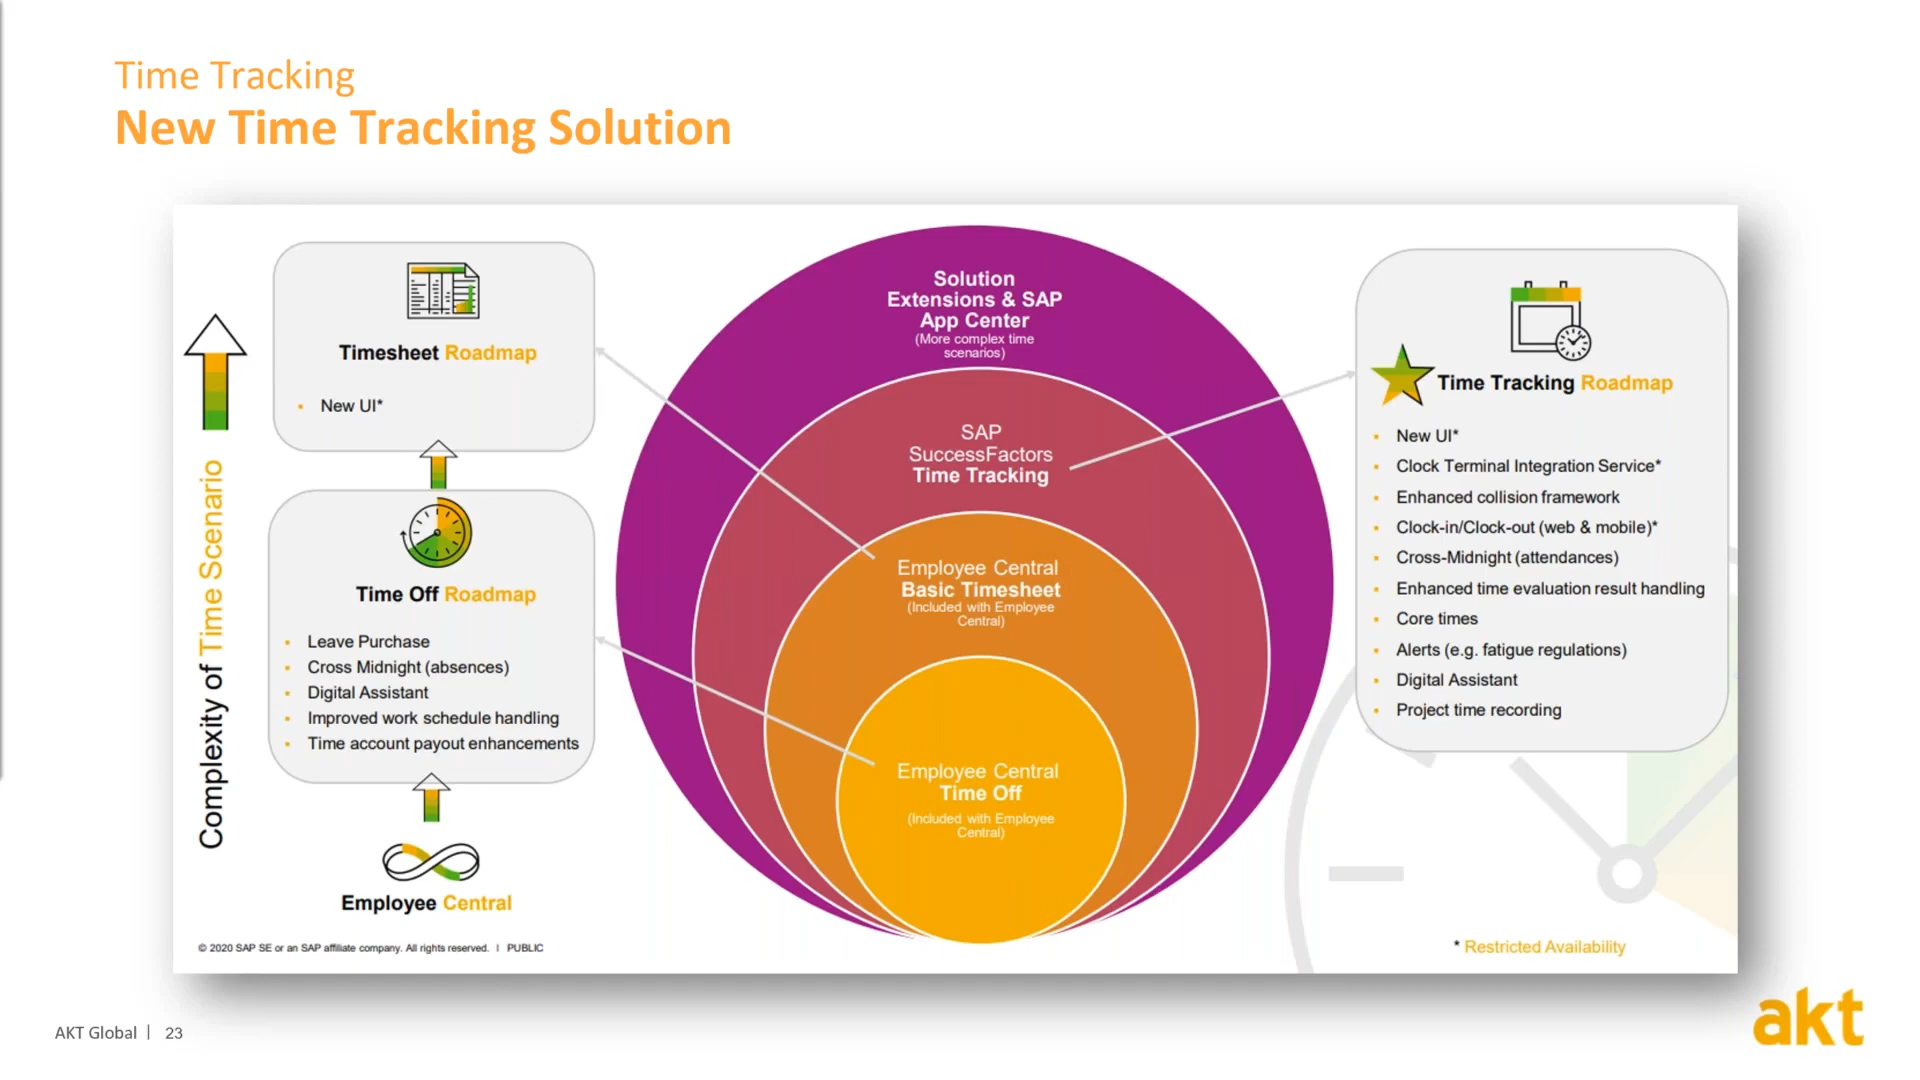 Time Tracking
New Time Tracking Solution
Timesheet Roadmap
New UI*
Complexity of Time Scenario
Time Off Roadmap
Leave Purchase
Cross Midnight (absences)
Digital Assistant
Improved work schedule handling
Time account payout enhancements
Employee Central
© 2020 SAP SE or an SAP affiliate company. All rights reserved. | PUBLIC
Solution
Extensions & SAP
App Center
(More complex time
scenarios)
SAP
SuccessFactors
Time Tracking
Employee Central
Basic Timesheet
(Included with Employee
Central)
Employee Central
Time Off
(Included with Employee
Central)
Time Tracking Roadmap
New UI*
Clock Terminal Integration Service*
Enhanced collision framework
Clock-in/Clock-out (web & mobile)*
Cross-Midnight (attendances)
Enhanced time evaluation result handling
Core times
Alerts (e.g. fatigue regulations)
Digital Assistant
Project time recording
* Restricted Availability
AKT Global | 23
akt